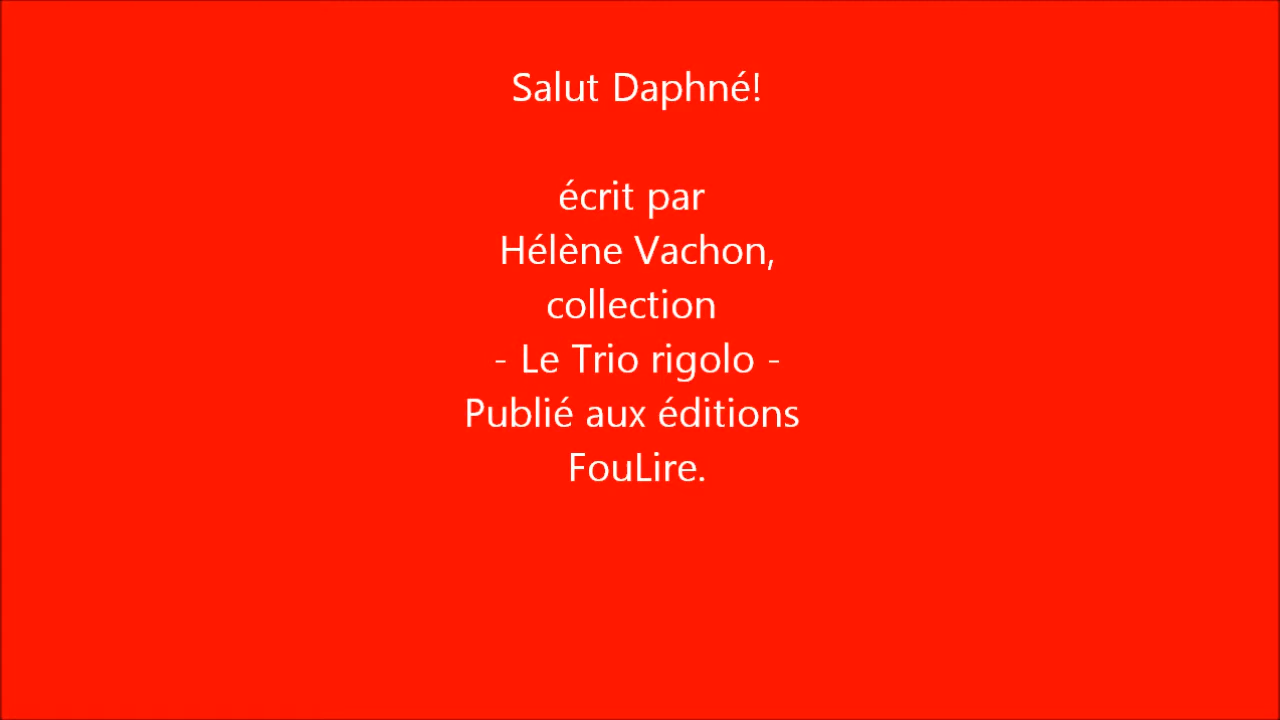 Salut Daphné!
écrit par
Hélène Vachon,
collection
- Le Trio rigolo -
Publié aux éditions
FouLire.